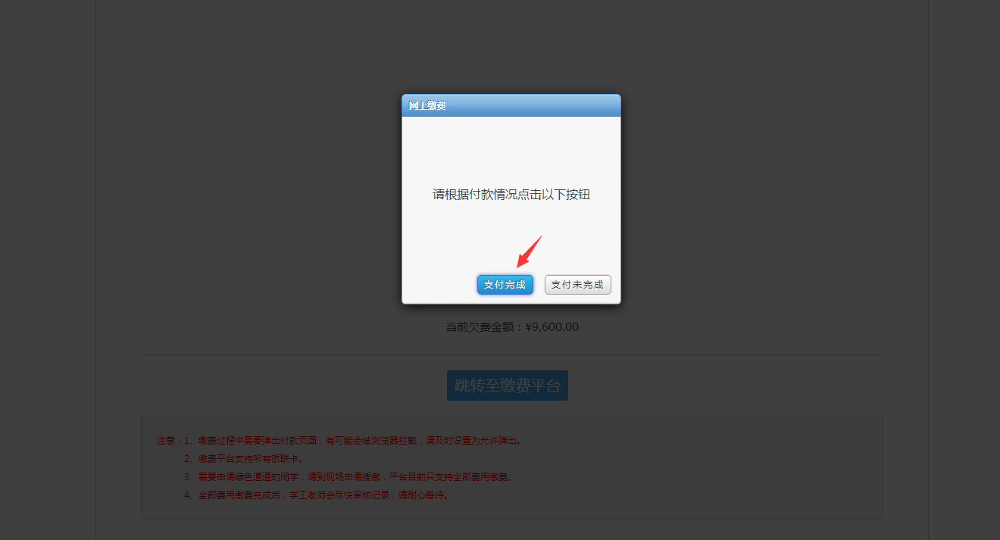 网上缴费
请根据付款情况点击以下按钮
支付完成 支付未完成
当前欠费金额：¥9,600.00
跳转至缴费平台
注意：1、缴费过程中需要弹出付款页面，有可能会被浏览器拦截，请及时设置为允许弹出。
2、缴费平台支持所有银联卡。
3、需要申请绿色通道的同学，请到现场申请缓缴，平台目前只支持全部费用缴费。
4、全部费用缴费完成后，学工老师会尽快审核记录，请耐心等待。